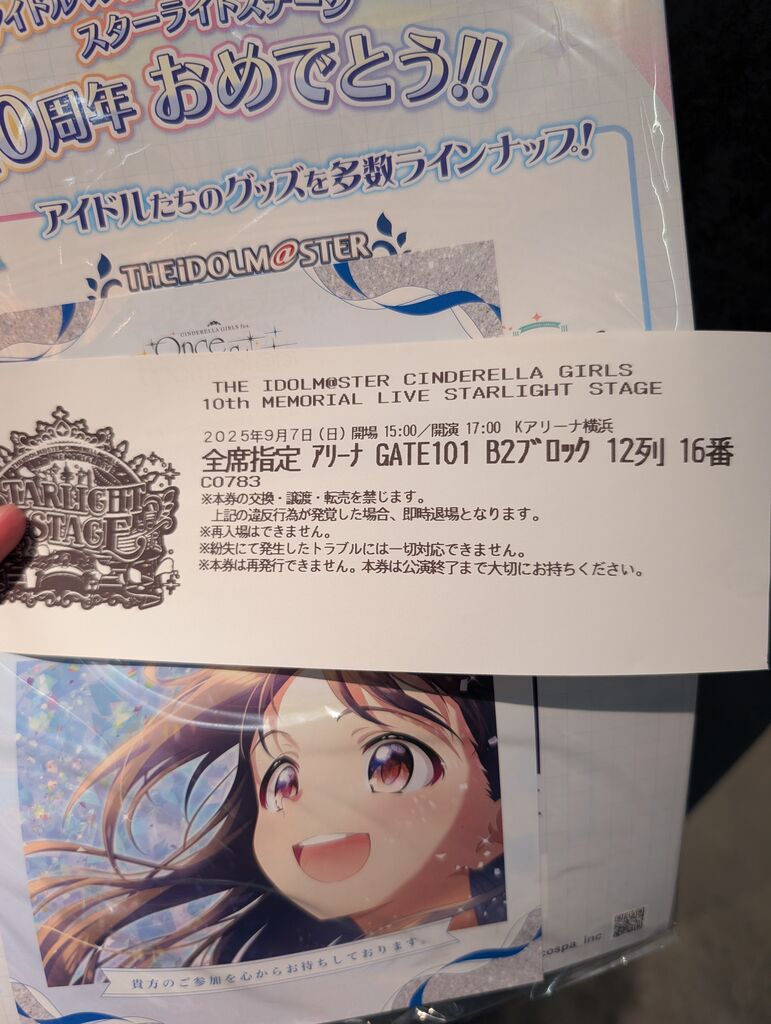 スターライトステージ
0周年 おめでとう!!
アイドルたちのグッズを多数ラインナップ!
THE iDOLM@STER
CINDERELLA GIRLS fes.
Once
THE IDOLM@STER CINDERELLA GIRLS
10th MEMORIAL LIVE STARLIGHT STAGE
2025年9月7日(日) 開場 15:00/開演 17:00 Kアリーナ横浜
全席指定 アリーナ GATE101 B2ブロック 12列 16番
C0783
※本券の交換・譲渡・転売を禁じます。
上記の違反行為が発覚した場合、即時退場となります。
※再入場はできません。
※紛失にて発生したトラブルには一切対応できません。
※本券は再発行できません。本券は公演終了まで大切にお持ちください。
STARLIGHT
STAGE
貴方のご参加を心からお待ちしております。
cospa inc